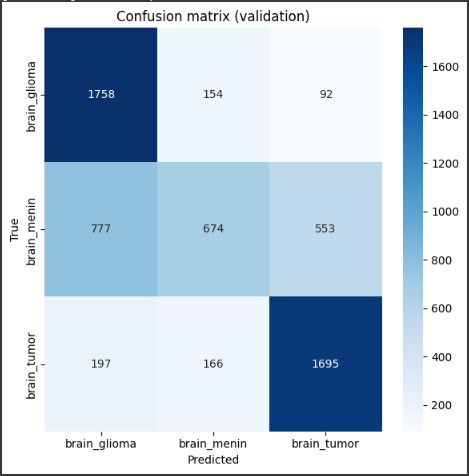 Confusion matrix (validation)
brain_glioma
1758
154
92
brain_menin
777
674
553
brain_tumor
197
166
1695
True
brain_glioma
brain_menin
brain_tumor
Predicted
1600
1400
1200
1000
800
600
400
200